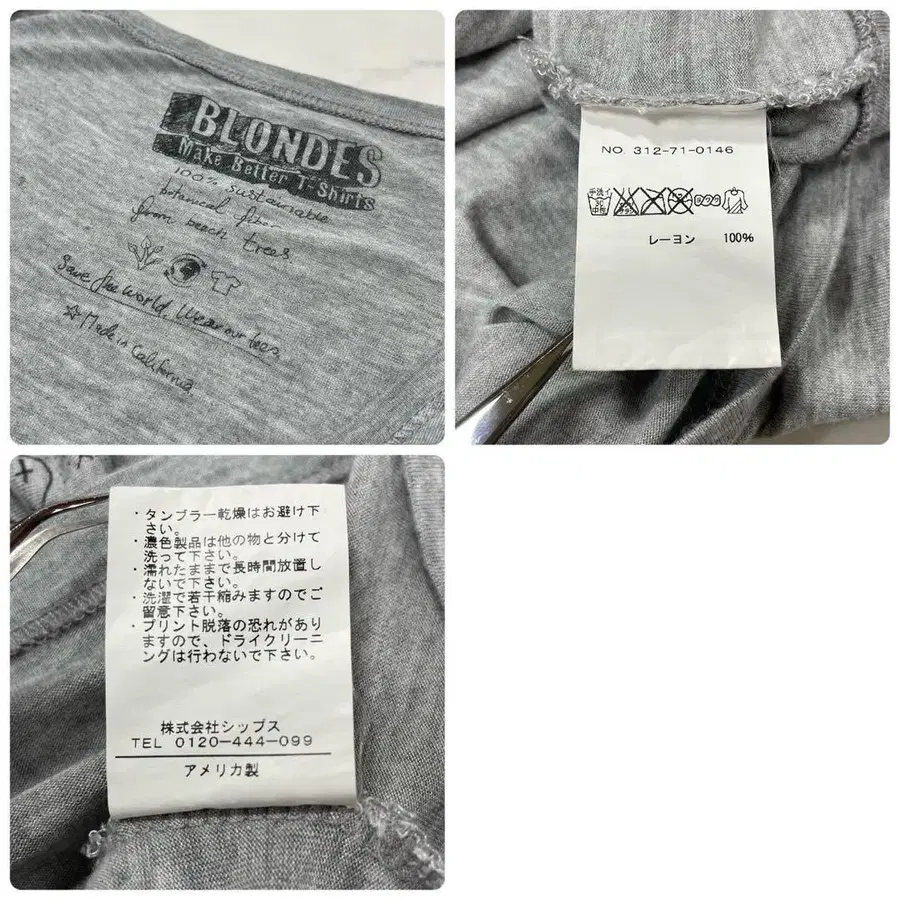 BLONDES
Make Better T-Shirts
100% sustainable
botanical fiber
from beech trees
Save the world. Wear our tees.
☆ Made in California
NO. 312-71-0146
手洗イ
中性
レーヨン 100%
・タンブラー乾燥はお避け下
さい。
・濃色製品は他の物と分けて
洗って下さい。
・濡れたままで長時間放置し
ないで下さい。
・洗濯で若干縮みますのでご
留意下さい。
・プリント脱落の恐れがあり
ますので、ドライクリーニ
ングは行わないで下さい。
株式会社シップス
TEL 0120-444-099
アメリカ製